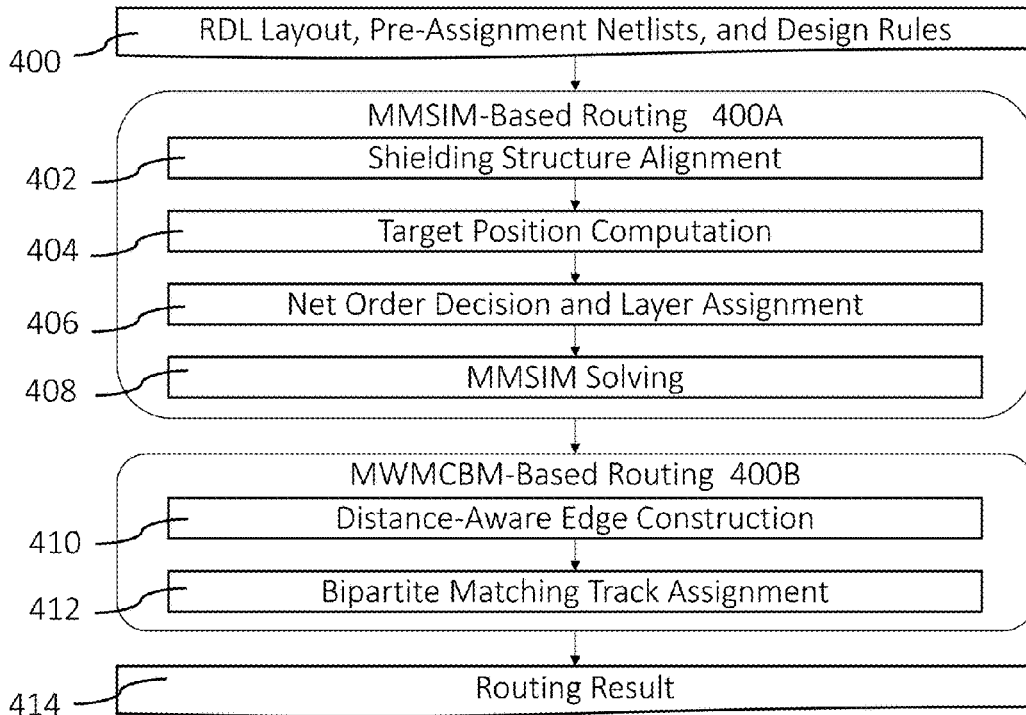 RDL Layout, Pre-Assignment Netlists, and Design Rules
400
MMSIM-Based Routing 400A
Shielding Structure Alignment
402
Target Position Computation
404
Net Order Decision and Layer Assignment
406
MMSIM Solving
408
MWMCBM-Based Routing 400B
Distance-Aware Edge Construction
410
Bipartite Matching Track Assignment
412
Routing Result
414